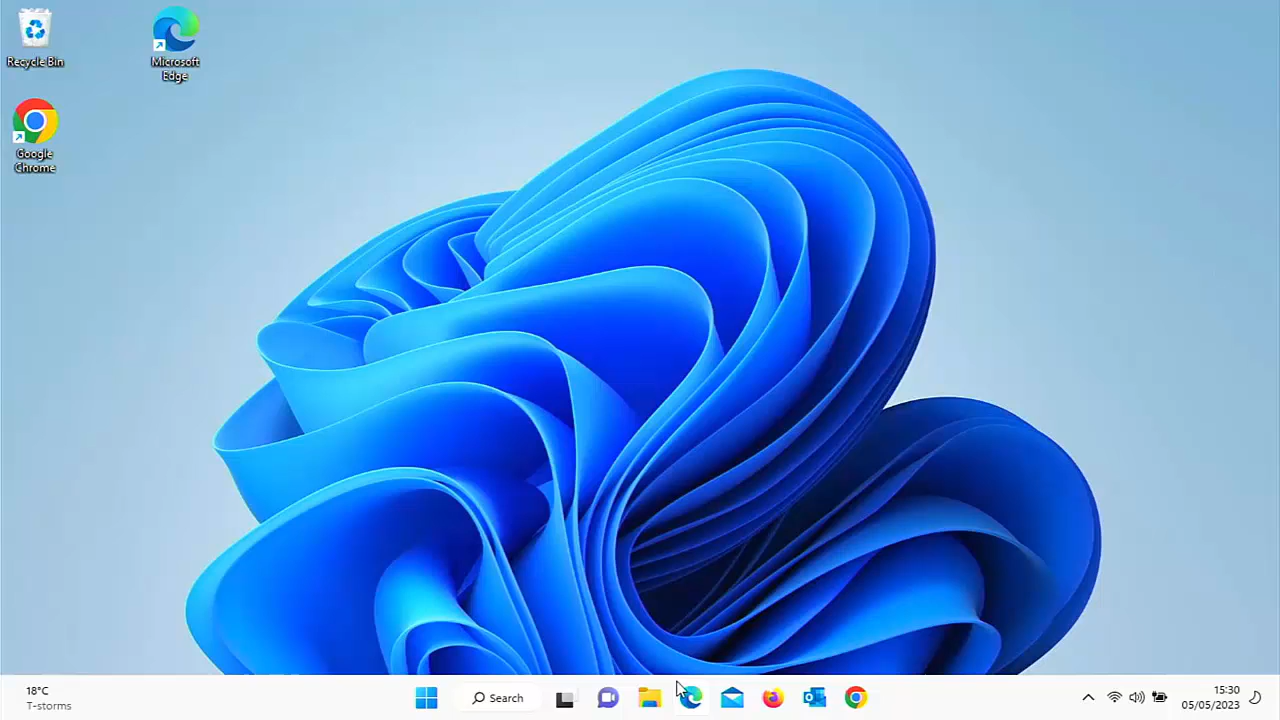 Recycle Bin
Microsoft
Edge
Google
Chrome
18°C
T-storms
Search
15:30
05/05/2023